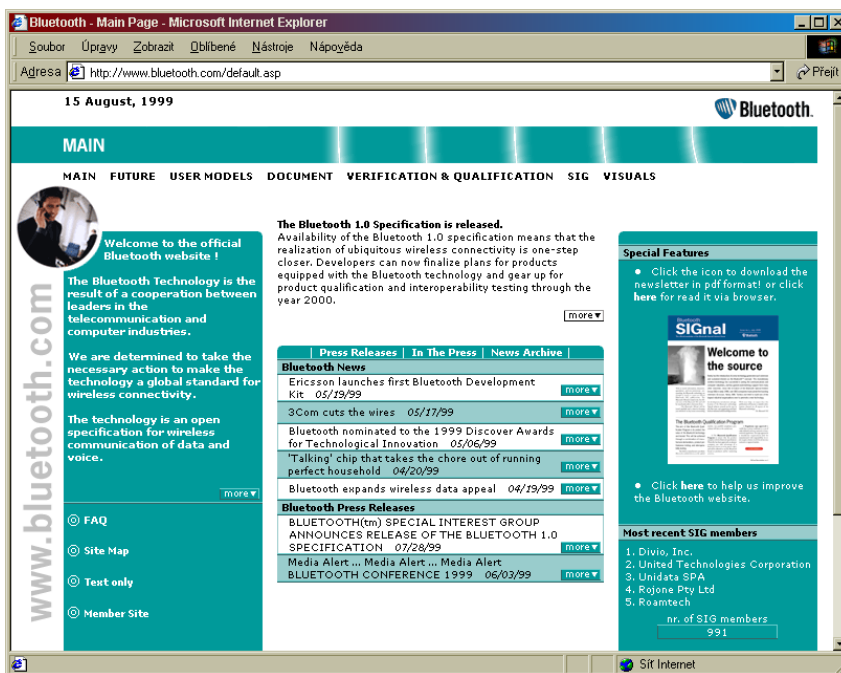 Bluetooth - Main Page - Microsoft Internet Explorer
Soubor Úpravy Zobrazit Oblíbené Nástroje Nápověda
Adresa http://www.bluetooth.com/default.asp Přejít
15 August, 1999
Bluetooth.
MAIN
MAIN FUTURE USER MODELS DOCUMENT VERIFICATION & QUALIFICATION SIG VISUALS
www.bluetooth.com
Welcome to the official
Bluetooth website !
The Bluetooth Technology is the
result of a cooperation between
leaders in the
telecommunication and
computer industries.
We are determined to take the
necessary action to make the
technology a global standard for
wireless connectivity.
The technology is an open
specification for wireless
communication of data and
voice.
more
FAQ
Site Map
Text only
Member Site
The Bluetooth 1.0 Specification is released.
Availability of the Bluetooth 1.0 specification means that the
realization of ubiquitous wireless connectivity is one-step
closer. Developers can now finalize plans for products
equipped with the Bluetooth technology and gear up for
product qualification and interoperability testing through the
year 2000.
more
| Press Releases | In The Press | News Archive |
Bluetooth News
Ericsson launches first Bluetooth Development
Kit 05/19/99 more
3Com cuts the wires 05/17/99 more
Bluetooth nominated to the 1999 Discover Awards
for Technological Innovation 05/06/99 more
'Talking' chip that takes the chore out of running
perfect household 04/20/99 more
Bluetooth expands wireless data appeal 04/19/99 more
Bluetooth Press Releases
BLUETOOTH(tm) SPECIAL INTEREST GROUP
ANNOUNCES RELEASE OF THE BLUETOOTH 1.0
SPECIFICATION 07/28/99 more
Media Alert ... Media Alert ... Media Alert
BLUETOOTH CONFERENCE 1999 06/03/99 more
Special Features
Click the icon to download the
newsletter in pdf format! or click
here for read it via browser.
Bluetooth
SIGnal
Welcome to
the source
The Bluetooth Qualification Program
Click here to help us improve
the Bluetooth website.
Most recent SIG members
1. Divio, Inc.
2. United Technologies Corporation
3. Unidata SPA
4. Rojone Pty Ltd
5. Roamtech
nr. of SIG members
991
Síť Internet